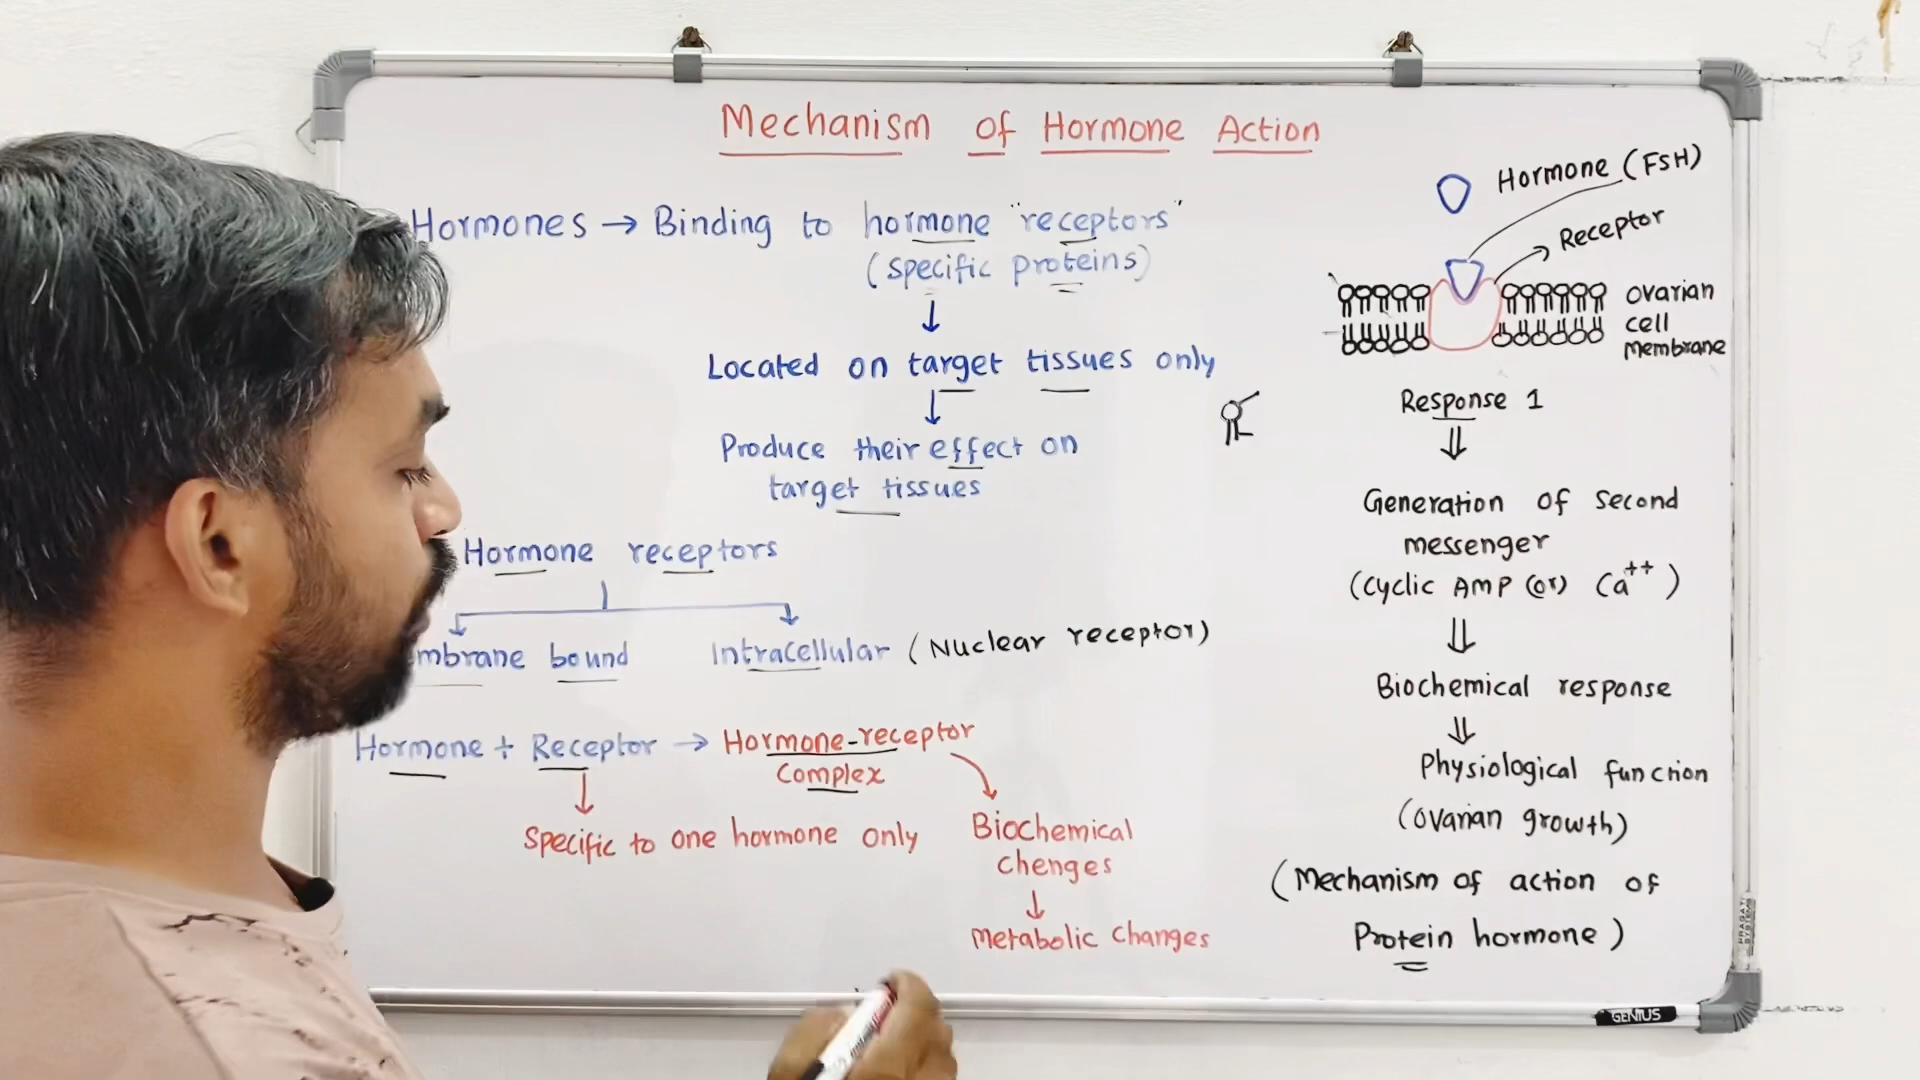 Mechanism of Hormone Action
Hormones → Binding to hormone "receptors"
(specific proteins)
↓
Located on target tissues only
↓
Produce their effect on
target tissues
Hormone receptors
mbrane bound Intracellular (Nuclear receptor)
Hormone + Receptor → Hormone-receptor
complex
Specific to one hormone only
Biochemical
chenges
↓
Metabolic changes
Hormone (FSH)
Receptor
ovarian
cell
membrane
Response 1
⇓
Generation of second
messenger
(cyclic AMP (or) Ca++)
⇓
Biochemical response
⇓
Physiological function
(ovarian growth)
(Mechanism of action of
Protein hormone)
PRAGATI
SYSTEMS
GENIUS